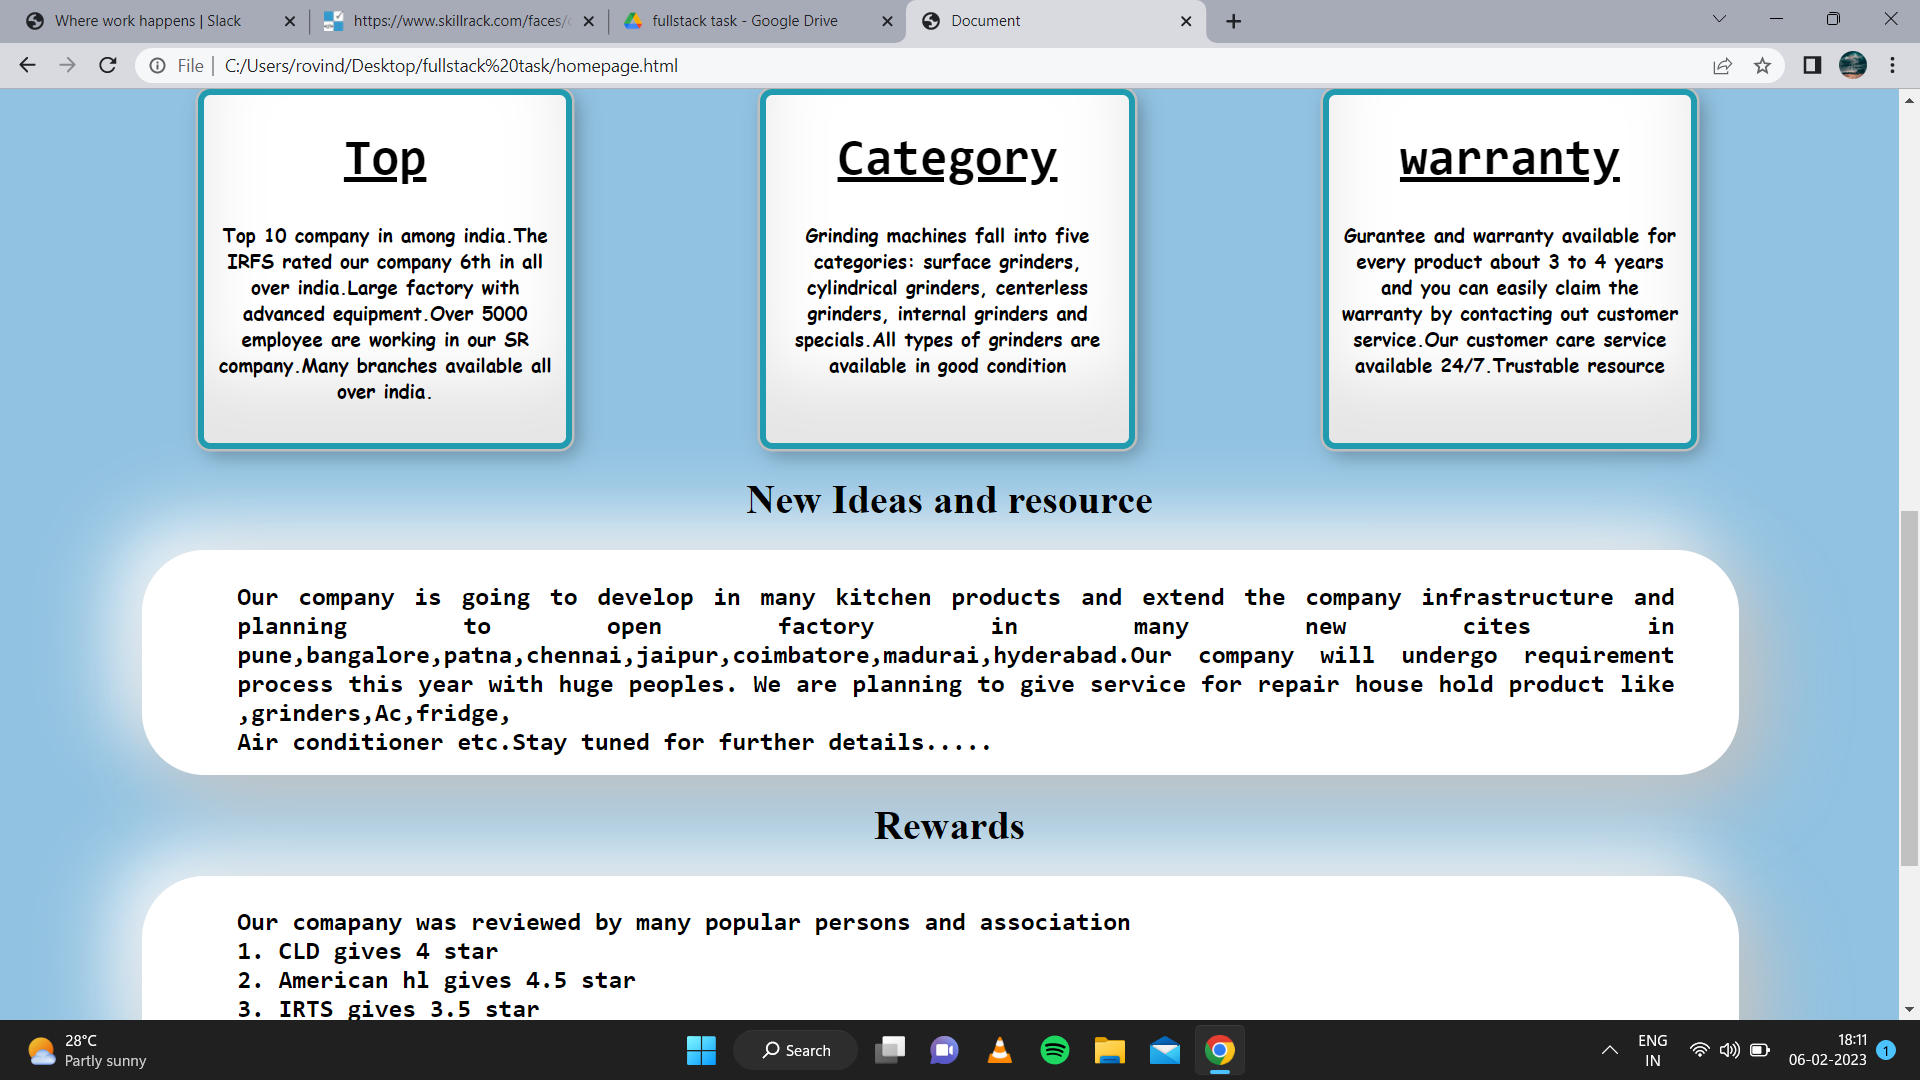 Where work happens | Slack
https://www.skillrack.com/faces/
fullstack task - Google Drive
Document
File
C:/Users/rovind/Desktop/fullstack%20task/homepage.html
Top
Top 10 company in among india.The
IRFS rated our company 6th in all
over india.Large factory with
advanced equipment.Over 5000
employee are working in our SR
company.Many branches available all
over india.
Category
Grinding machines fall into five
categories: surface grinders,
cylindrical grinders, centerless
grinders, internal grinders and
specials.All types of grinders are
available in good condition
warranty
Gurantee and warranty available for
every product about 3 to 4 years
and you can easily claim the
warranty by contacting out customer
service.Our customer care service
available 24/7.Trustable resource
New Ideas and resource
Our company is going to develop in many kitchen products and extend the company infrastructure and
planning to open factory in many new cites in
pune,bangalore,patna,chennai,jaipur,coimbatore,madurai,hyderabad.Our company will undergo requirement
process this year with huge peoples. We are planning to give service for repair house hold product like
,grinders,Ac,fridge,
Air conditioner etc.Stay tuned for further details.....
Rewards
Our comapany was reviewed by many popular persons and association
1. CLD gives 4 star
2. American hl gives 4.5 star
3. IRTS gives 3.5 star
28°C
Partly sunny
Search
ENG
IN
18:11
06-02-2023
1